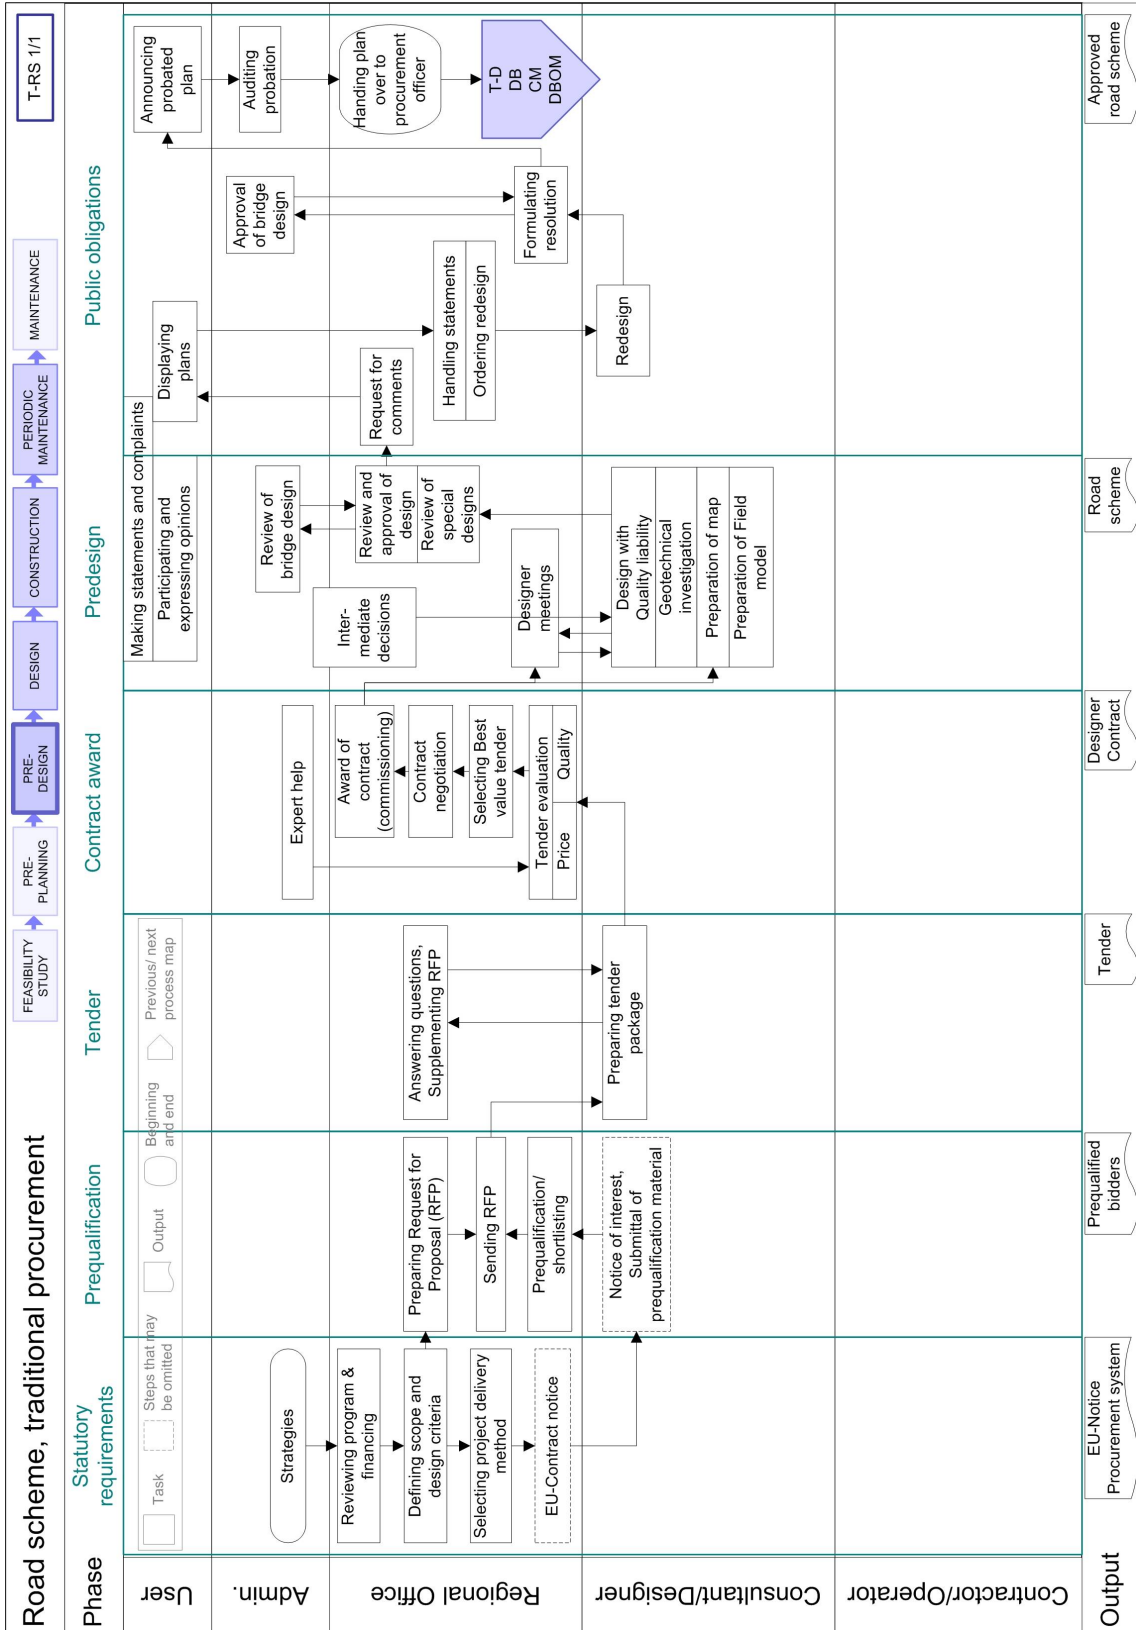 Road scheme, traditional procurement
FEASIBILITY
STUDY
PRE-
PLANNING
PRE-
DESIGN
DESIGN
CONSTRUCTION
PERIODIC
MAINTENANCE
MAINTENANCE
T-RS 1/1
Phase
Statutory
requirements
Prequalification
Tender
Contract award
Predesign
Public obligations
Task
Steps that may
be omitted
Output
Beginning
and end
Previous/ next
process map
User
Making statements and complaints
Participating and
expressing opinions
Displaying
plans
Announcing
probated
plan
Admin.
Strategies
Expert help
Review of
bridge design
Approval
of bridge
design
Auditing
probation
Regional Office
Reviewing program &
financing
Defining scope and
design criteria
Selecting project delivery
method
EU-Contract notice
Preparing Request for
Proposal (RFP)
Sending RFP
Prequalification/
shortlisting
Answering questions,
Supplementing RFP
Award of
contract
(commissioning)
Contract
negotiation
Selecting Best
value tender
Tender evaluation
Price
Quality
Inter-
mediate
decisions
Designer
meetings
Review and
approval of
design
Review of
special
designs
Request for
comments
Handling statements
Ordering redesign
Formulating
resolution
Handing plan
over to
procurement
officer
T-D
DB
CM
DBOM
Consultant/Designer
Notice of interest,
Submittal of
prequalification material
Preparing tender
package
Design with
Quality liability
Geotechnical
investigation
Preparation of map
Preparation of Field
model
Redesign
Contractor/Operator
Output
EU-Notice
Procurement system
Prequalified
bidders
Tender
Designer
Contract
Road
scheme
Approved
road scheme